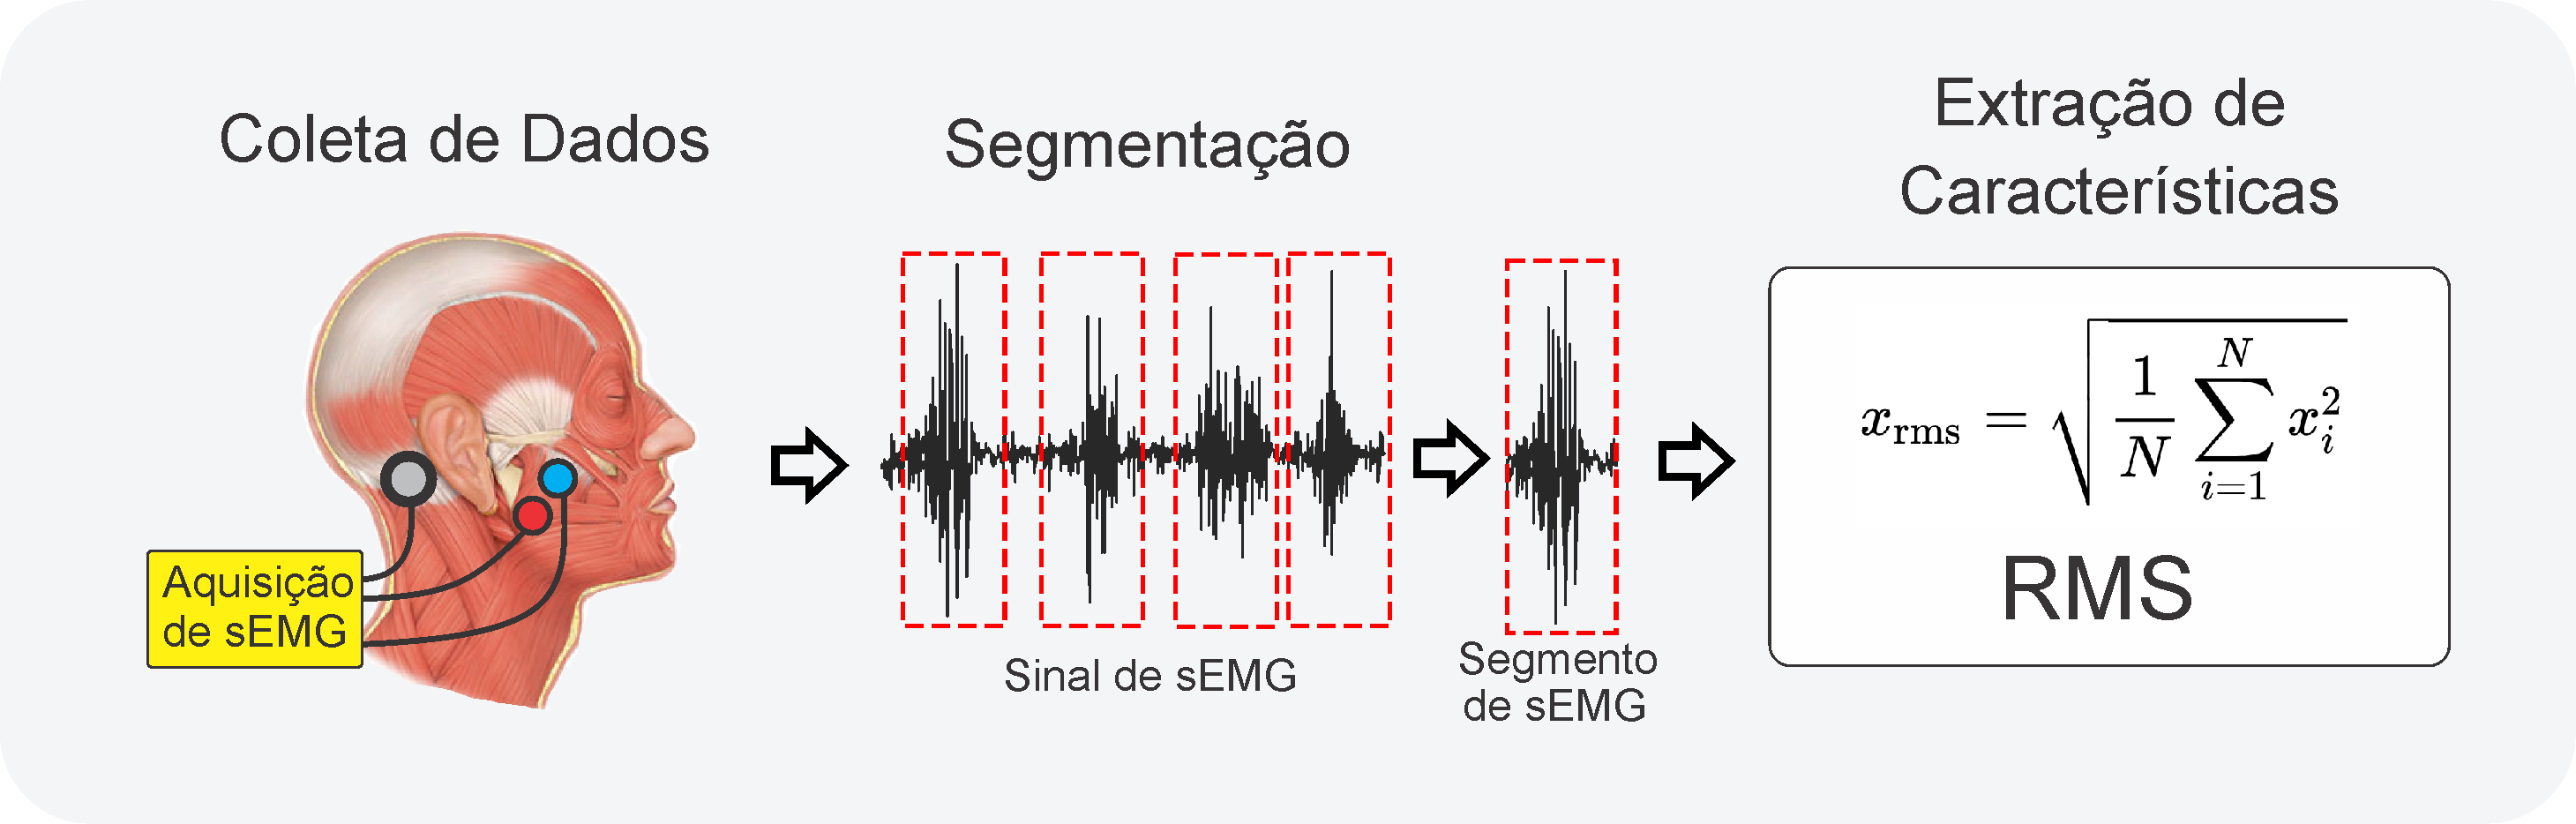 Coleta de Dados
Aquisição
de sEMG
Segmentação
Sinal de sEMG
Segmento
de sEMG
Extração de
Características
x_rms = √(1/N ∑_{i=1}^{N} x_i^2)
RMS